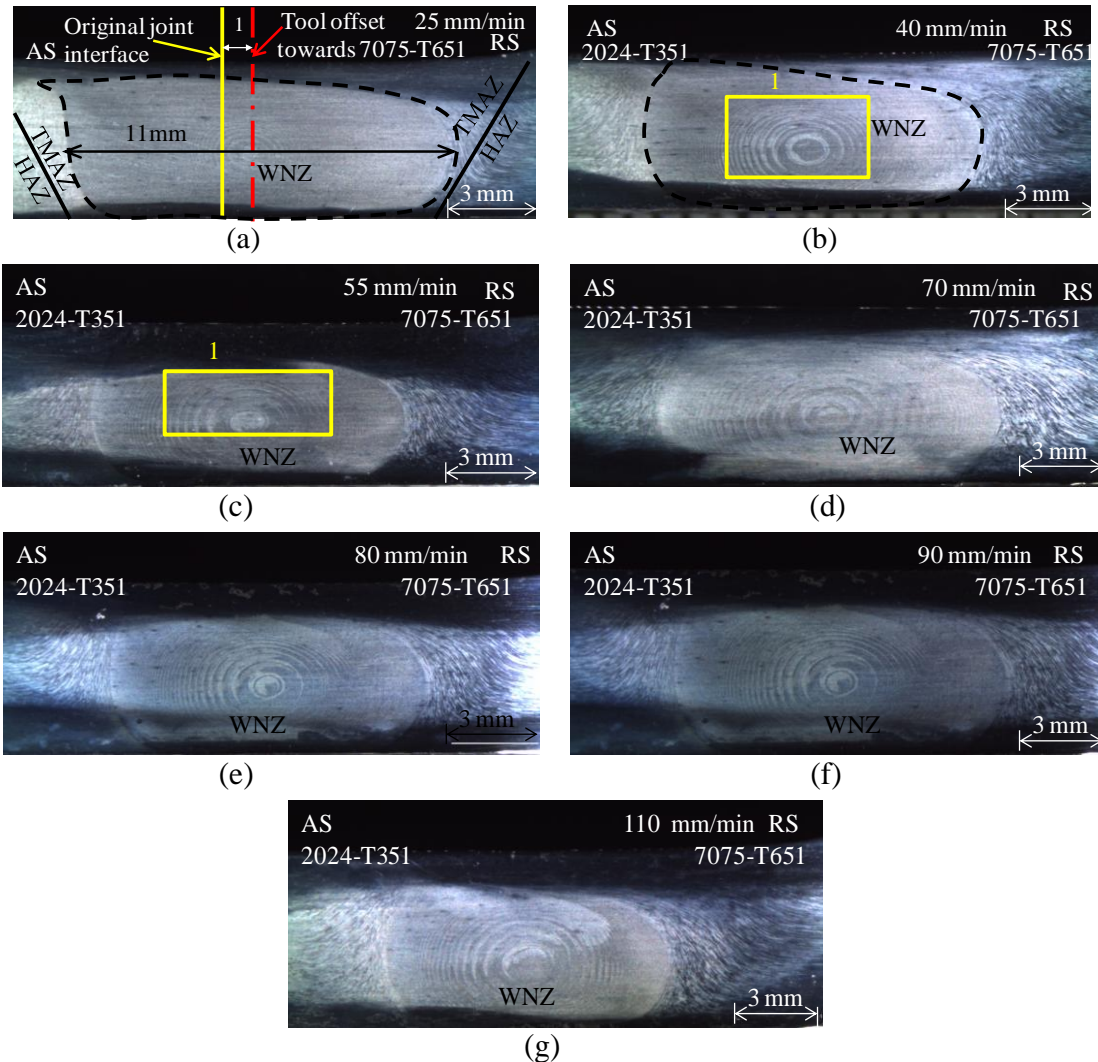 Original joint
interface
1
Tool offset
towards 7075-T651
25 mm/min
AS
RS
11mm
WNZ
TMAZ
HAZ
TMAZ
HAZ
3 mm
(a)
40 mm/min
AS
RS
2024-T351
7075-T651
1
WNZ
3 mm
(b)
AS
55 mm/min
RS
2024-T351
7075-T651
1
WNZ
3 mm
(c)
AS
70 mm/min
RS
2024-T351
7075-T651
WNZ
3 mm
(d)
AS
80 mm/min
RS
2024-T351
7075-T651
WNZ
3 mm
(e)
AS
90 mm/min
RS
2024-T351
7075-T651
WNZ
3 mm
(f)
AS
110 mm/min
RS
2024-T351
7075-T651
WNZ
3 mm
(g)